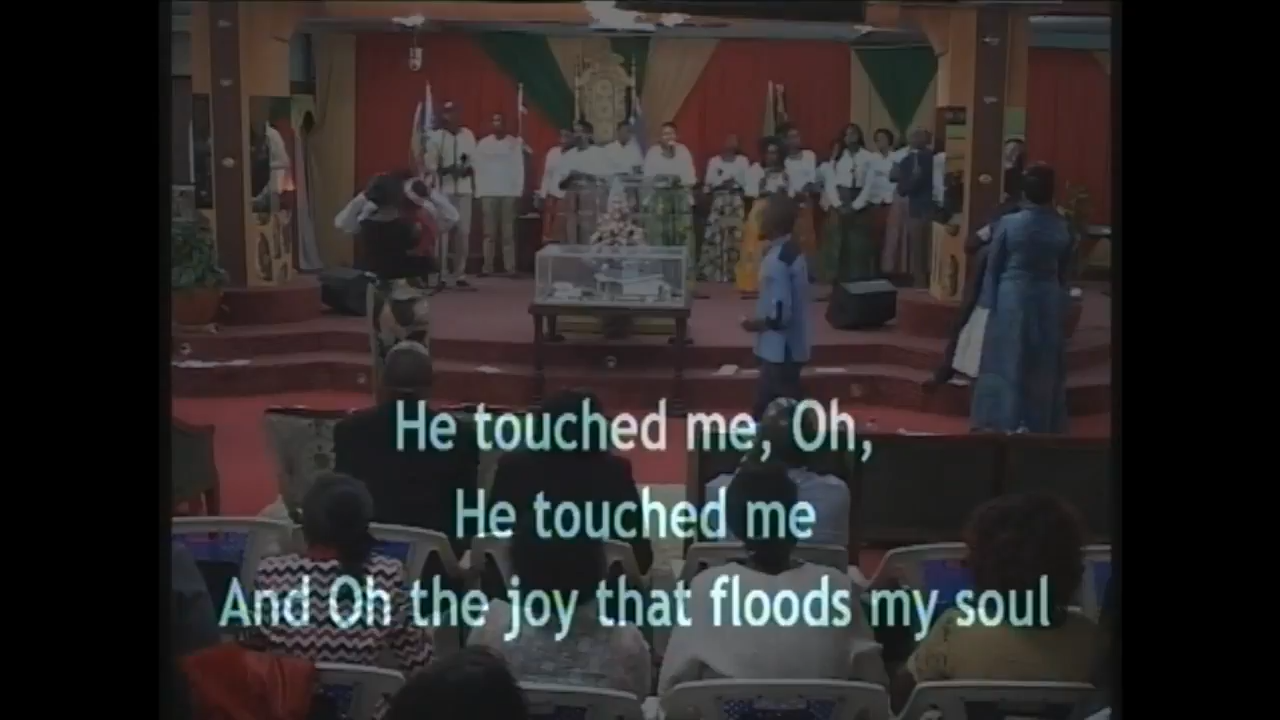 He touched me, Oh,
He touched me
And Oh the joy that floods my soul